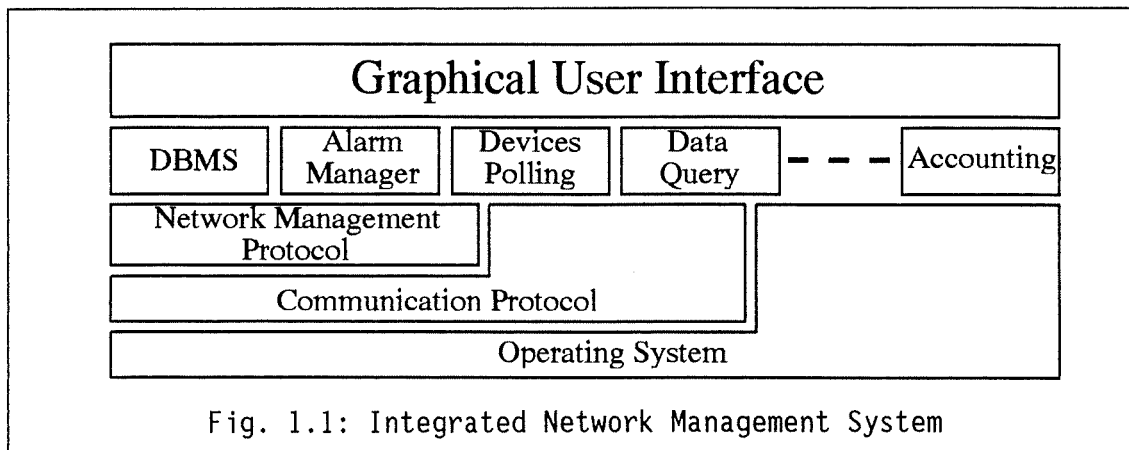 Graphical User Interface
DBMS
Alarm
Manager
Devices
Polling
Data
Query
Accounting
Network Management
Protocol
Communication Protocol
Operating System
Fig. 1.1: Integrated Network Management System